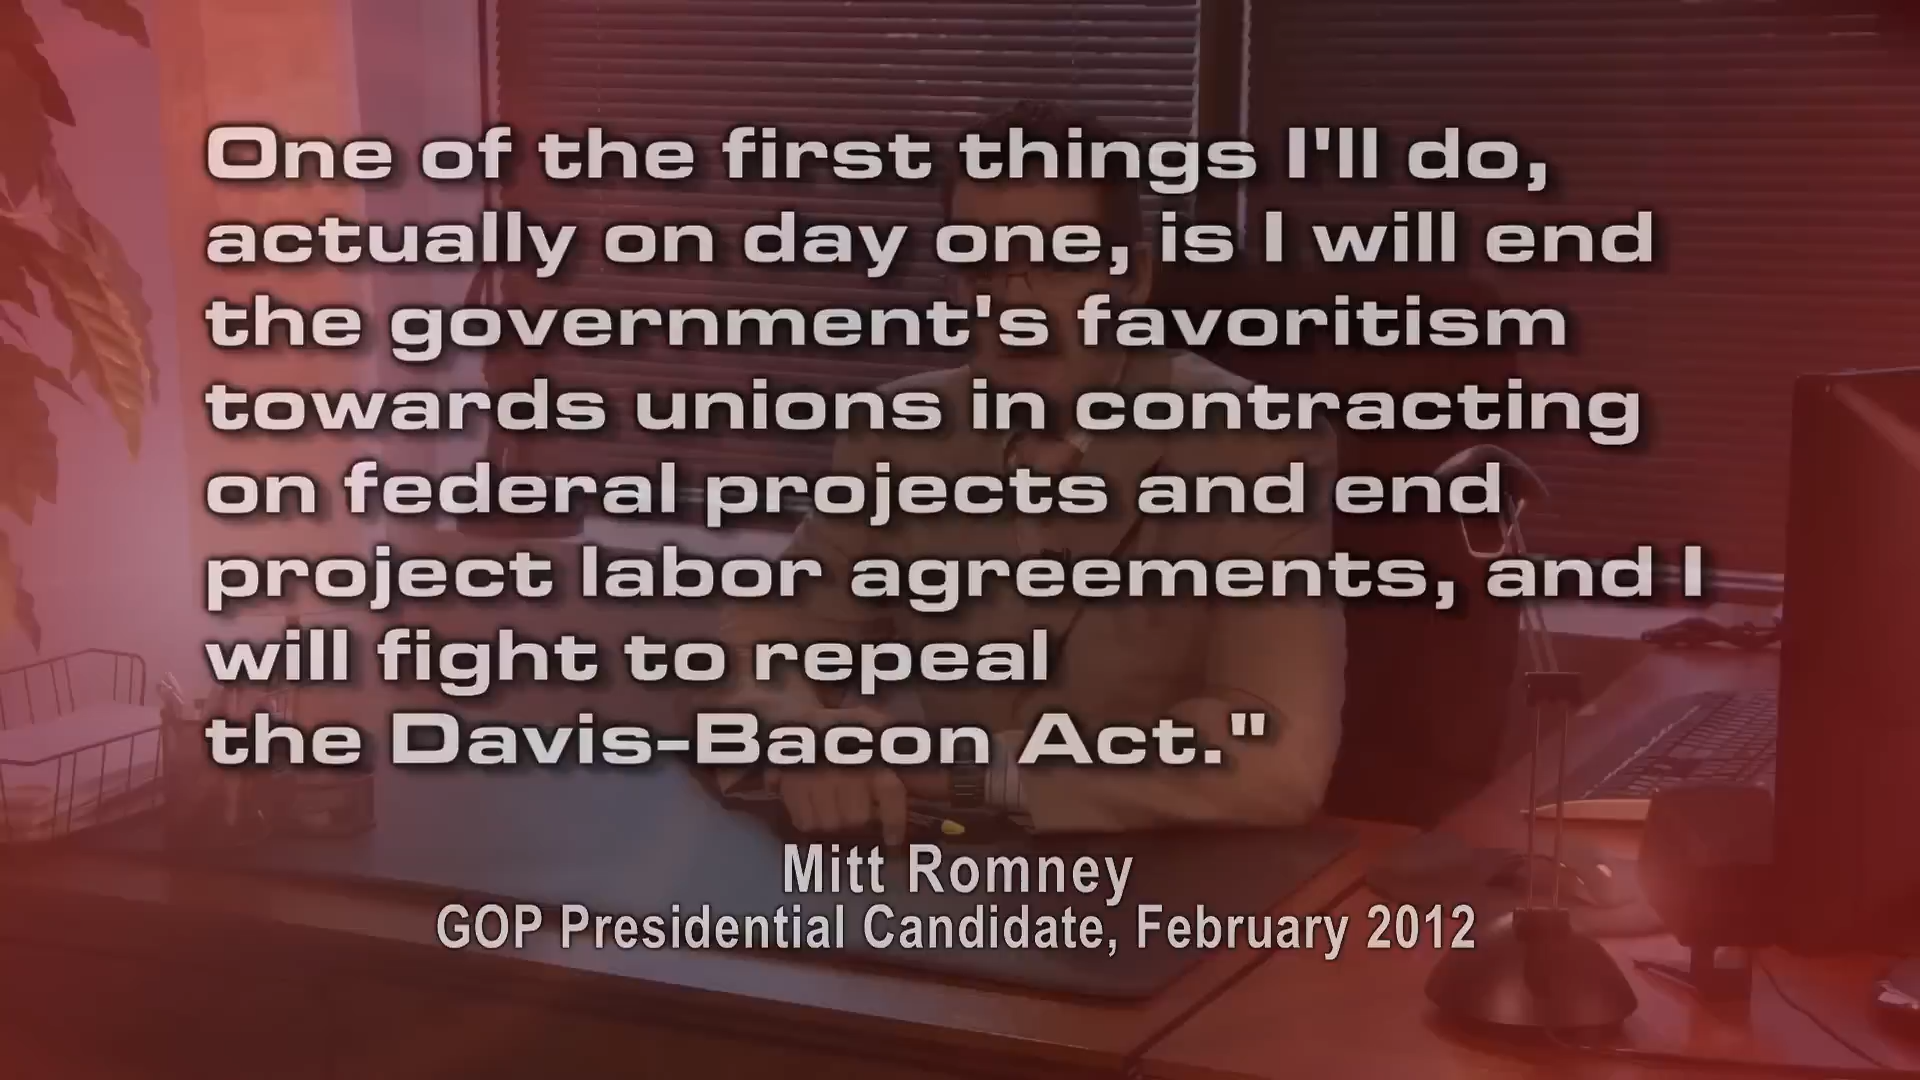 One of the first things I'll do,
actually on day one, is I will end
the government's favoritism
towards unions in contracting
on federal projects and end
project labor agreements, and I
will fight to repeal
the Davis-Bacon Act."
Mitt Romney
GOP Presidential Candidate, February 2012